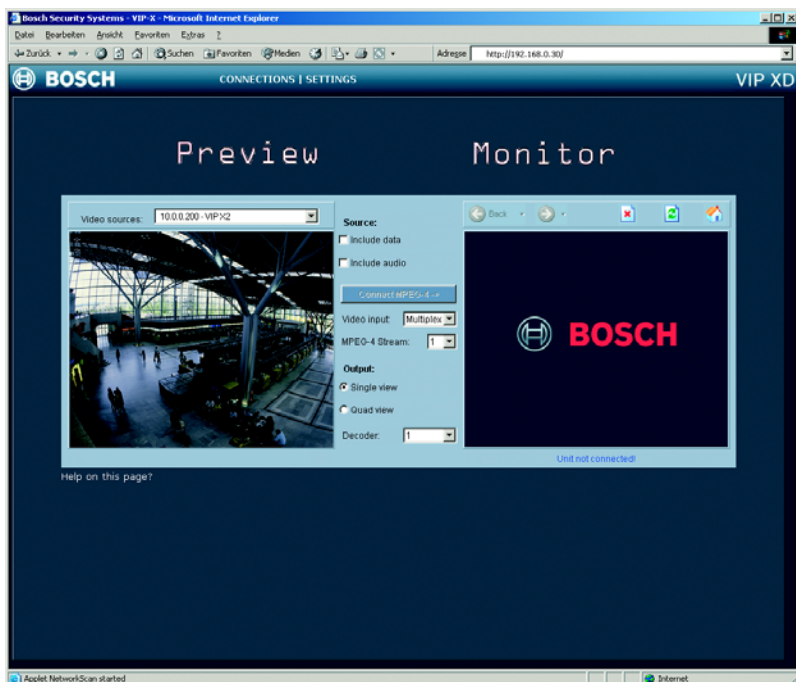 Bosch Security Systems - VIP-X - Microsoft Internet Explorer
Datei Bearbeiten Ansicht Favoriten Extras ?
Zurück Suchen Favoriten Medien Adresse http://192.168.0.30/
BOSCH CONNECTIONS | SETTINGS VIP XD
Preview Monitor
Video sources: 10.0.0.200 - VIPX2
Source:
Back
Include data
Include audio
Connect MPEG-4 ->
Video input: Multiplex
MPEG-4 Stream: 1
Output:
Single view
Quad view
Decoder: 1
BOSCH
Unit not connected!
Help on this page?
Applet NetworkScan started Internet